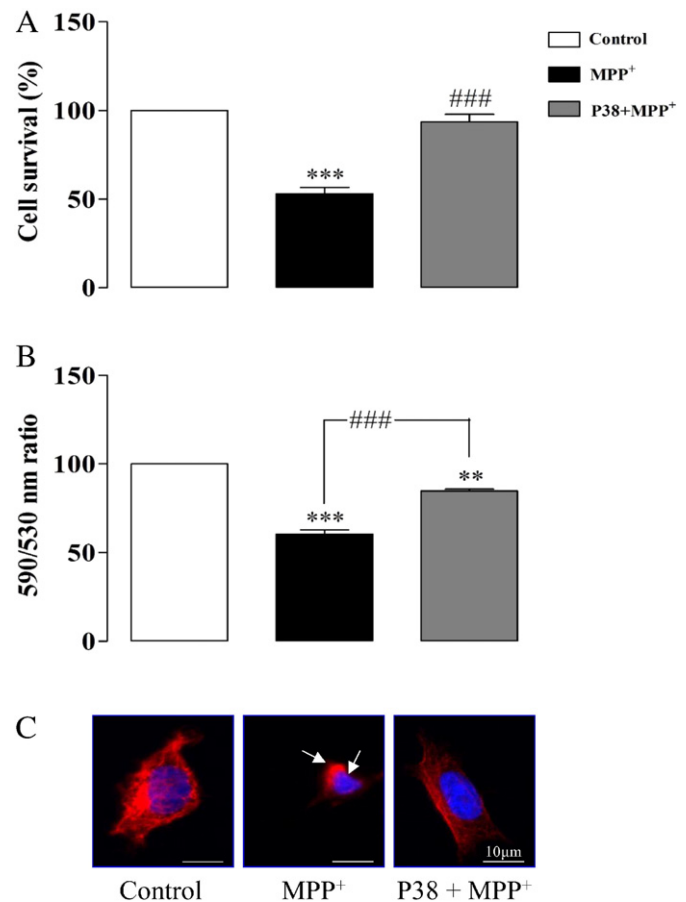 A
Cell survival (%)
150
100
50
0
***
###
Control
MPP⁺
P38+MPP⁺
B
590/530 nm ratio
150
100
50
0
***
###
**
C
10μm
Control
MPP⁺
P38 + MPP⁺